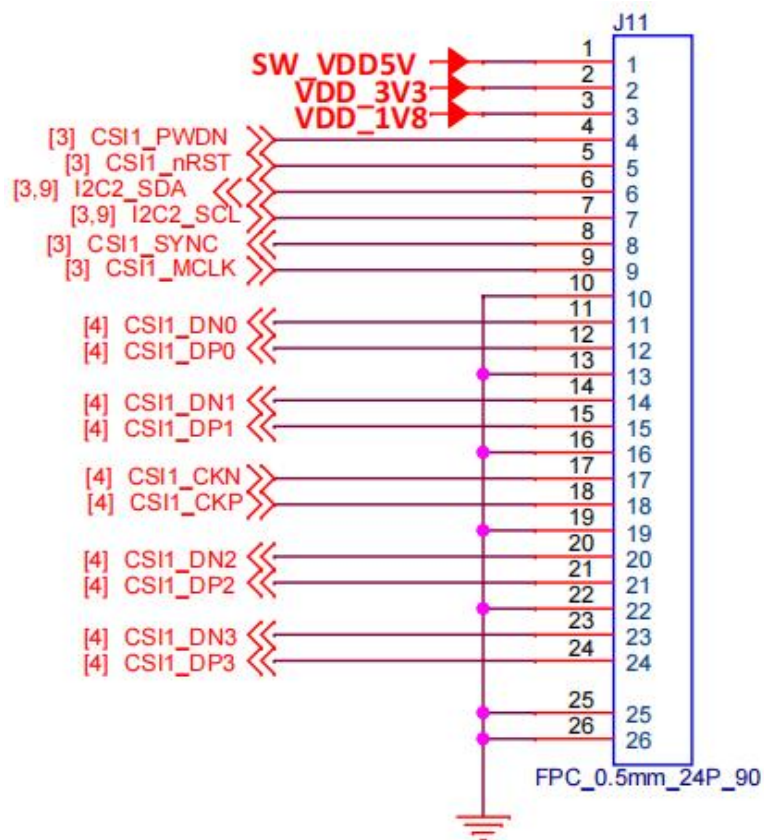 J11
SW_VDD5V 1 1
VDD_3V3 2 2
VDD_1V8 3 3
[3] CSI1_PWDN 4 4
[3] CSI1_nRST 5 5
[3,9] I2C2_SDA 6 6
[3,9] I2C2_SCL 7 7
[3] CSI1_SYNC 8 8
[3] CSI1_MCLK 9 9
10 10
[4] CSI1_DN0 11 11
[4] CSI1_DP0 12 12
13 13
[4] CSI1_DN1 14 14
[4] CSI1_DP1 15 15
16 16
[4] CSI1_CKN 17 17
[4] CSI1_CKP 18 18
19 19
[4] CSI1_DN2 20 20
[4] CSI1_DP2 21 21
22 22
[4] CSI1_DN3 23 23
[4] CSI1_DP3 24 24
25 25
26 26
FPC_0.5mm_24P_90